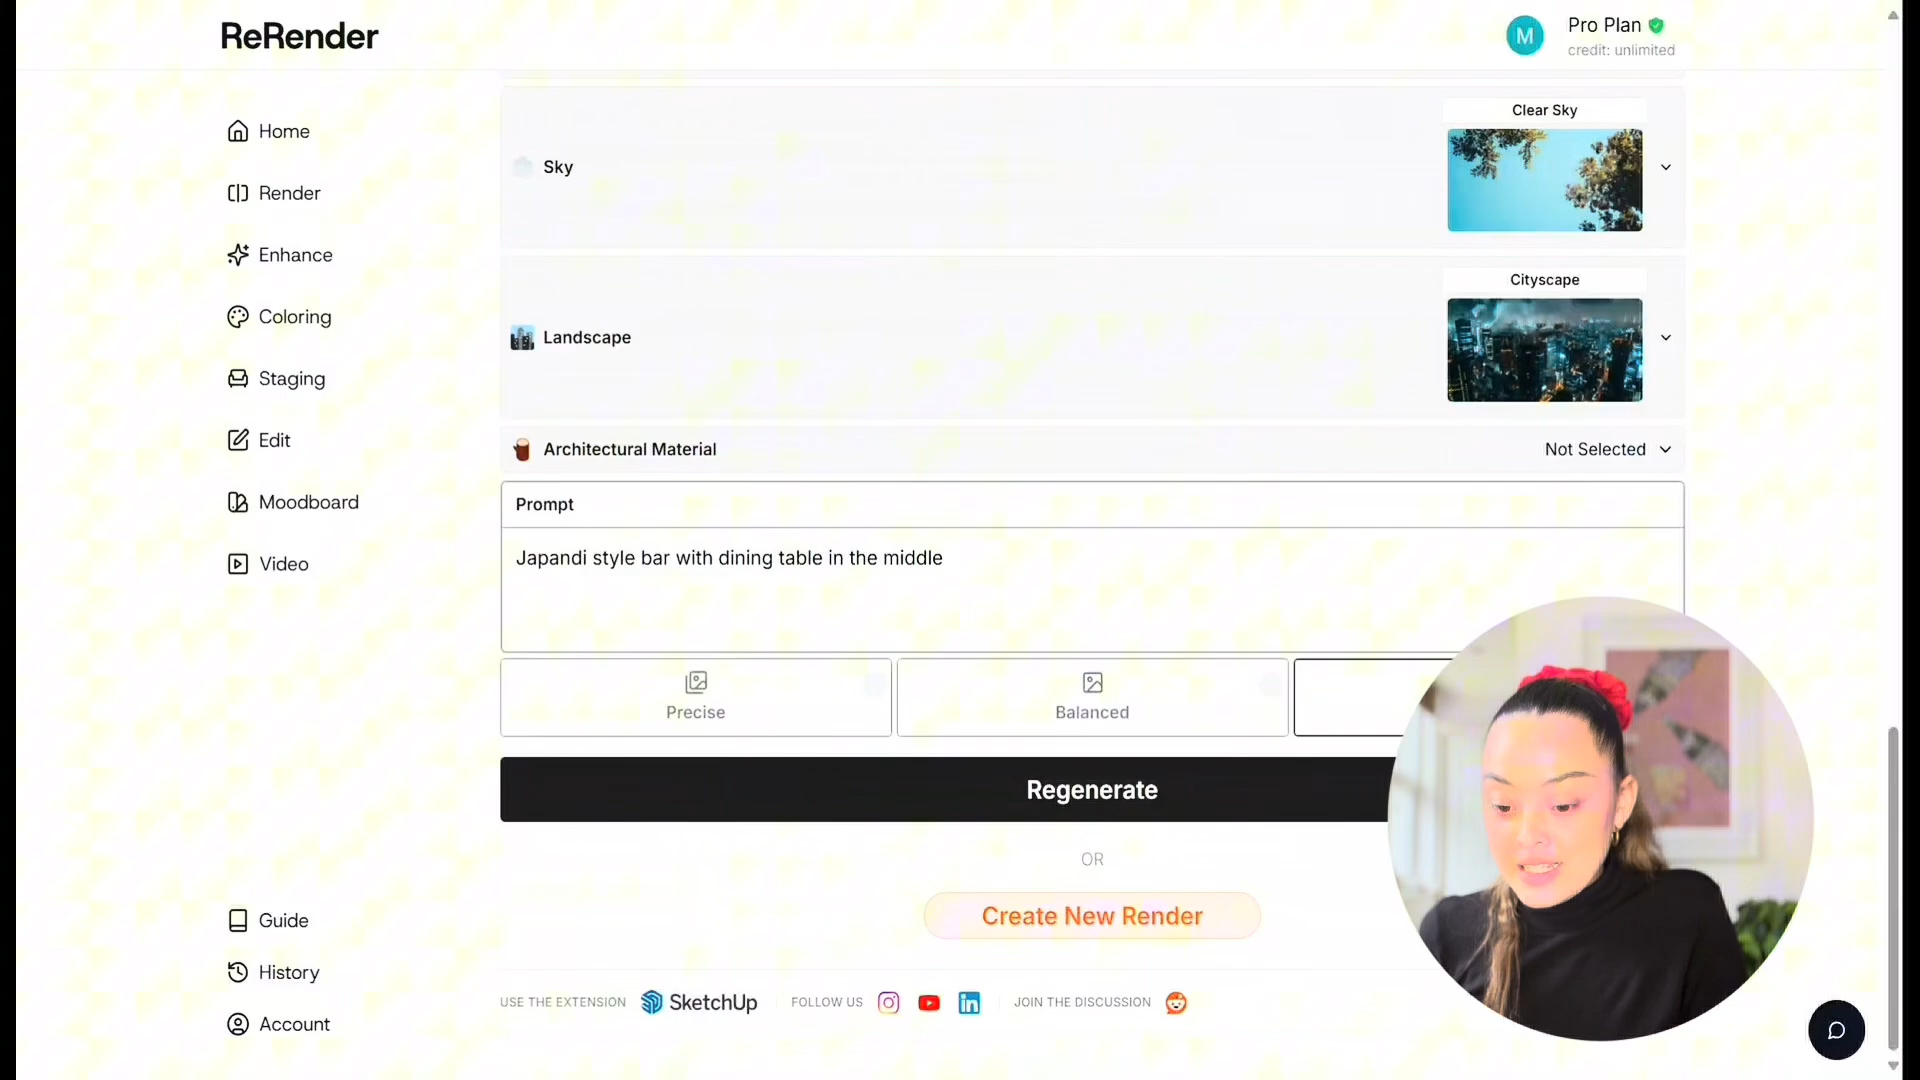 ReRender
M
Pro Plan
credit: unlimited
Home
Render
Enhance
Coloring
Staging
Edit
Moodboard
Video
Guide
History
Account
Clear Sky
Sky
Cityscape
Landscape
Architectural Material
Not Selected
Prompt
Japandi style bar with dining table in the middle
Precise
Balanced
Regenerate
OR
Create New Render
USE THE EXTENSION
SketchUp
FOLLOW US
in
JOIN THE DISCUSSION